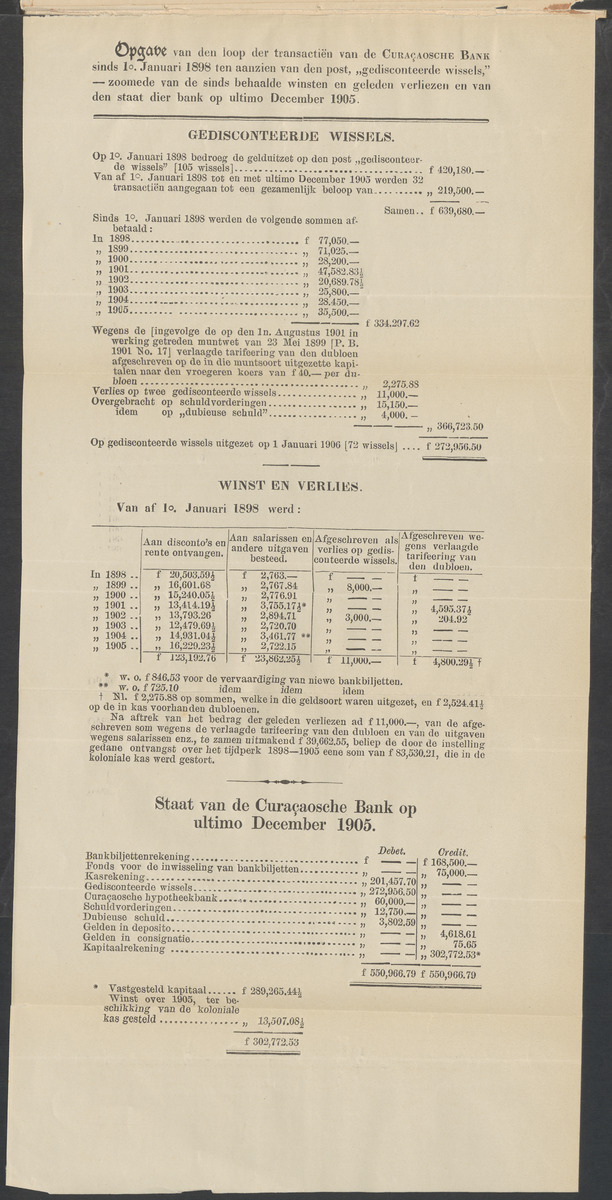 Opgave van den loop der transactiën van de CURAÇAOSCHE BANK
sinds 1o. Januari 1898 ten aanzien van den post, „gedisconteerde wissels,”
— zoomede van de sinds behaalde winsten en geleden verliezen en van
den staat dier bank op ultimo December 1905.
GEDISCONTEERDE WISSELS.
Op 1o. Januari 1898 bedroeg de gelduitzet op den post „gedisconteer-
de wissels” [105 wissels] f 420,180.—
Van af 1o. Januari 1898 tot en met ultimo December 1905 werden 32
transactiën aangegaan tot een gezamenlijk beloop van „ 219,500.—
Samen.. f 639,680.—
Sinds 1o. Januari 1898 werden de volgende sommen af-
betaald :
In 1898 f 77,050.—
„ 1899 „ 71,025.—
„ 1900 „ 28,200.—
„ 1901 „ 47,582.83½
„ 1902 „ 20,689.78½
„ 1903 „ 25,800.—
„ 1904 „ 28.450.—
„ 1905 „ 35,500.—
f 334.297.62
Wegens de [ingevolge de op den 1n. Augustus 1901 in
werking getreden muntwet van 23 Mei 1899 [P. B.
1901 No. 17] verlaagde tarifeering van den dubloen
afgeschreven op de in die muntsoort uitgezette kapi-
talen naar den vroegeren koers van f 40.— per du-
bloen „ 2,275.88
Verlies op twee gedisconteerde wissels „ 11,000.—
Overgebracht op schuldvorderingen „ 15,150.—
idem op „dubieuse schuld” „ 4,000. –
„ 366,723.50
Op gedisconteerde wissels uitgezet op 1 Januari 1906 [72 wissels] .... f 272,956.50
WINST EN VERLIES.
Van af 1o. Januari 1898 werd :
Aan disconto's en rente ontvangen. Aan salarissen en andere uitgaven besteed. Afgeschreven als verlies op gedisconteerde wissels. Afgeschreven wegens verlaagde tarifeering van den dubloen.
In 1898 .. f 20,503.59½ f 2,763.— f — — f — —
„ 1899 .. „ 16,601.68 „ 2,767.84 „ 8,000.— „ — —
„ 1900 .. „ 15,240.05½ „ 2,776.91 „ — — „ — —
„ 1901 .. „ 13,414.19½ „ 3,755.17½* „ — — „ 4,595.37½
„ 1902 .. „ 13,793.26 „ 2,894.71 „ 3,000.— „ 204.92
„ 1903 .. „ 12,479.69½ „ 2,720.70 „ — — „ — —
„ 1904 .. „ 14,931.04½ „ 3,461.77 ** „ — — „ — —
„ 1905 .. „ 16,229.23½ „ 2,722.15 „ — — „ — —
f 123,192.76 f 23,862.25½ f 11,000.— f 4,800.29½ †
* w. o. f 846,53 voor de vervaardiging van niewe bankbiljetten.
** w. o. f 725.10 idem idem idem
† Nl. f 2,275.88 op sommen, welke in die geldsoort waren uitgezet, en f 2,524.41½
op de in kas voorhanden dubloenen.
Na aftrek van het bedrag der geleden verliezen ad f 11,000.—, van de afge-
schreven som wegens de verlaagde tarifeering van den dubloen en van de uitgaven
wegens salarissen enz., te zamen uitmakend f 39,662.55, beliep de door de instelling
gedane ontvangst over het tijdperk 1898—1905 eene som van f 83,530.21, die in de
koloniale kas werd gestort.
Staat van de Curaçaosche Bank op
ultimo December 1905.
Debet. Credit.
Bankbiljettenrekening f — — f 168,500.—
Fonds voor de inwisseling van bankbiljetten „ — — „ 75,000.—
Kasrekening „ 201,457.70 „ — —
Gedisconteerde wissels „ 272,956.50 „ — —
Curaçaosche hypotheekbank „ 60,000.— „ — —
Schuldvorderingen „ 12,750.— „ — —
Dubieuse schuld „ 3,802.59 „ — —
Gelden in deposito „ — — „ 4,618.61
Gelden in consignatie „ — — „ 75.65
Kapitaalrekening „ — — „ 302,772.53*
f 550,966.79 f 550,966.79
* Vastgesteld kapitaal...... f 289,265.44½
Winst over 1905, ter be-
schikking van de koloniale
kas gesteld „ 13,507.08½
f 302,772.53